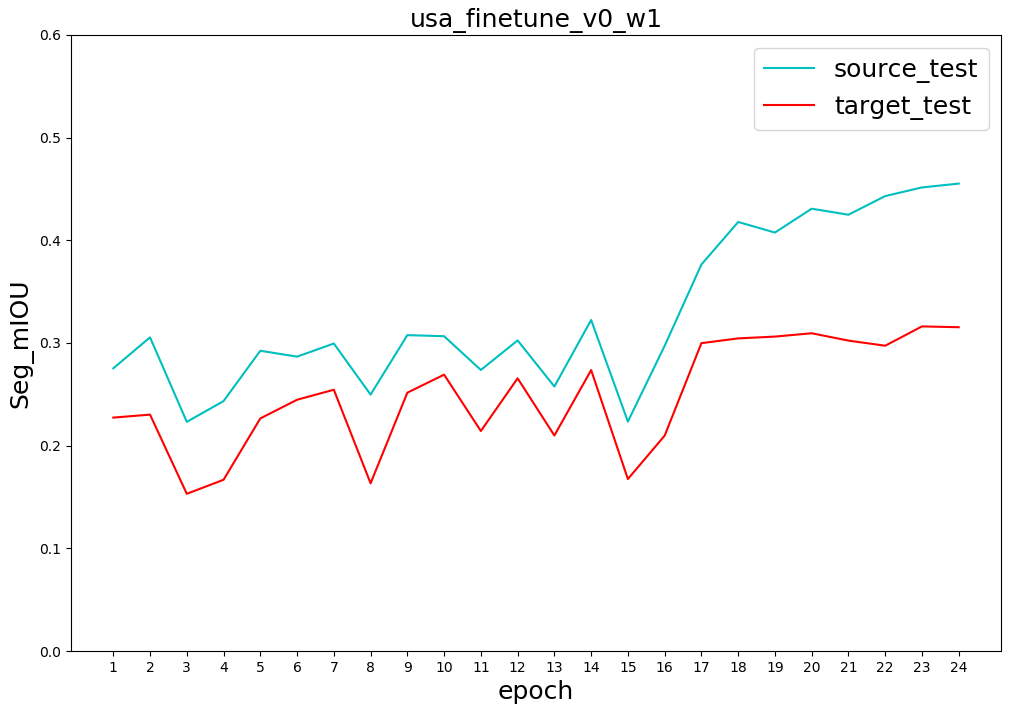 usa_finetune_v0_w1
source_test
target_test
Seg_mIOU
0.6
0.5
0.4
0.3
0.2
0.1
0.0
1 2 3 4 5 6 7 8 9 10 11 12 13 14 15 16 17 18 19 20 21 22 23 24
epoch